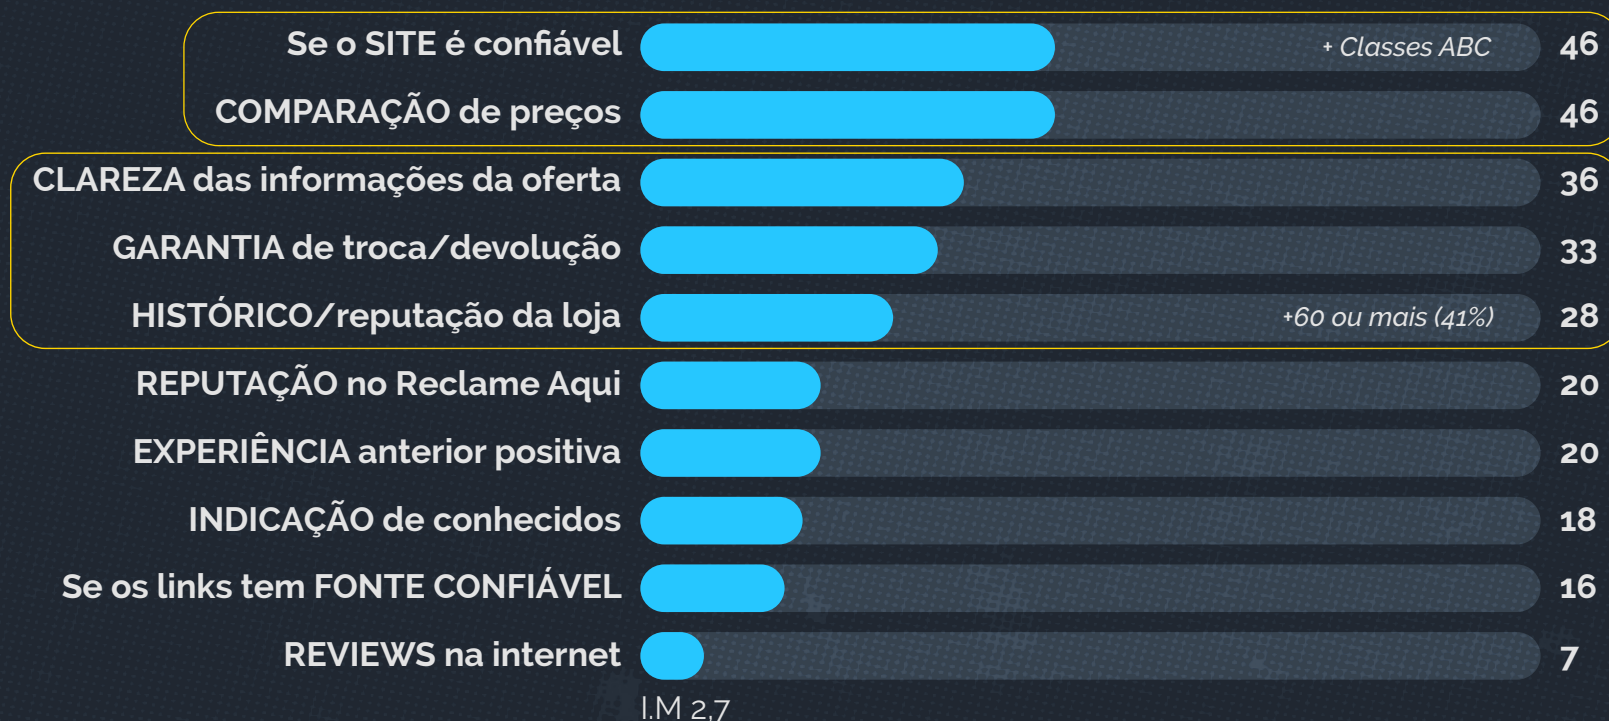 Se o SITE é confiável + Classes ABC 46
COMPARAÇÃO de preços 46
CLAREZA das informações da oferta 36
GARANTIA de troca/devolução 33
HISTÓRICO/reputação da loja +60 ou mais (41%) 28
REPUTAÇÃO no Reclame Aqui 20
EXPERIÊNCIA anterior positiva 20
INDICAÇÃO de conhecidos 18
Se os links tem FONTE CONFIÁVEL 16
REVIEWS na internet 7
I.M 2,7